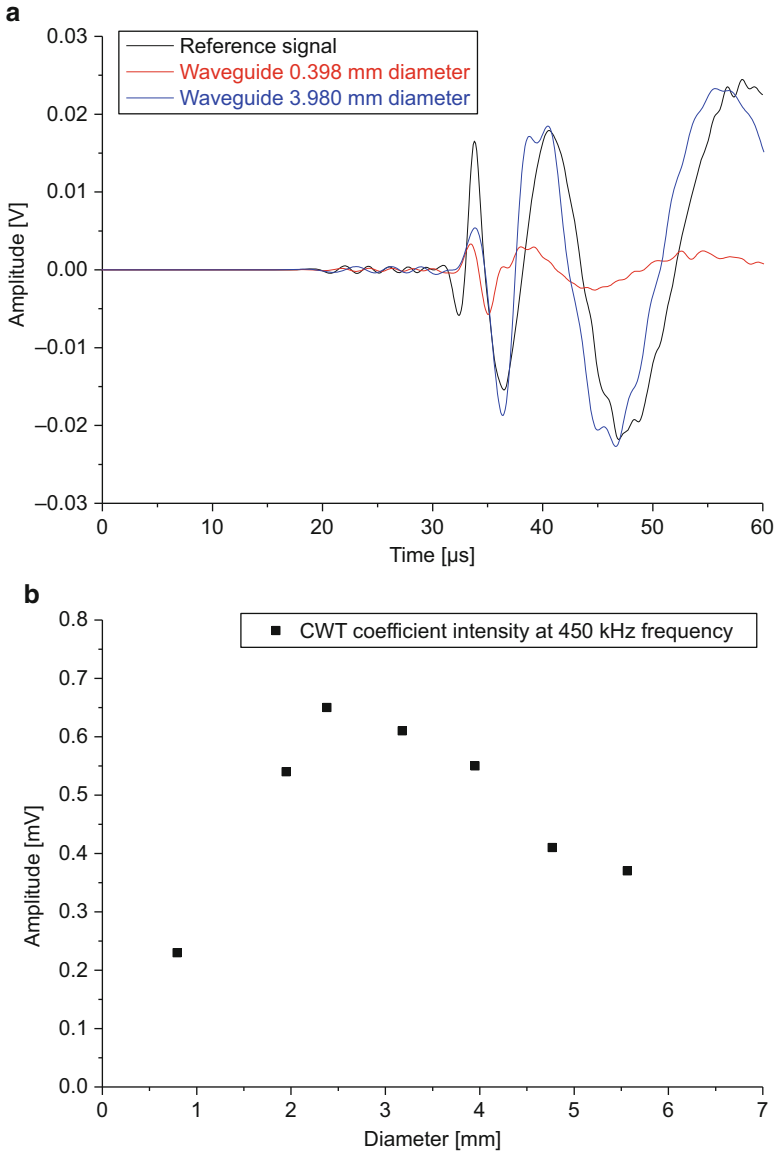 a
0.03
0.02
0.01
0.00
–0.01
–0.02
–0.03
Amplitude [V]
Reference signal
Waveguide 0.398 mm diameter
Waveguide 3.980 mm diameter
0 10 20 30 40 50 60
Time [µs]
b
0.8
0.7
0.6
0.5
0.4
0.3
0.2
0.1
0.0
Amplitude [mV]
CWT coefficient intensity at 450 kHz frequency
0 1 2 3 4 5 6 7
Diameter [mm]